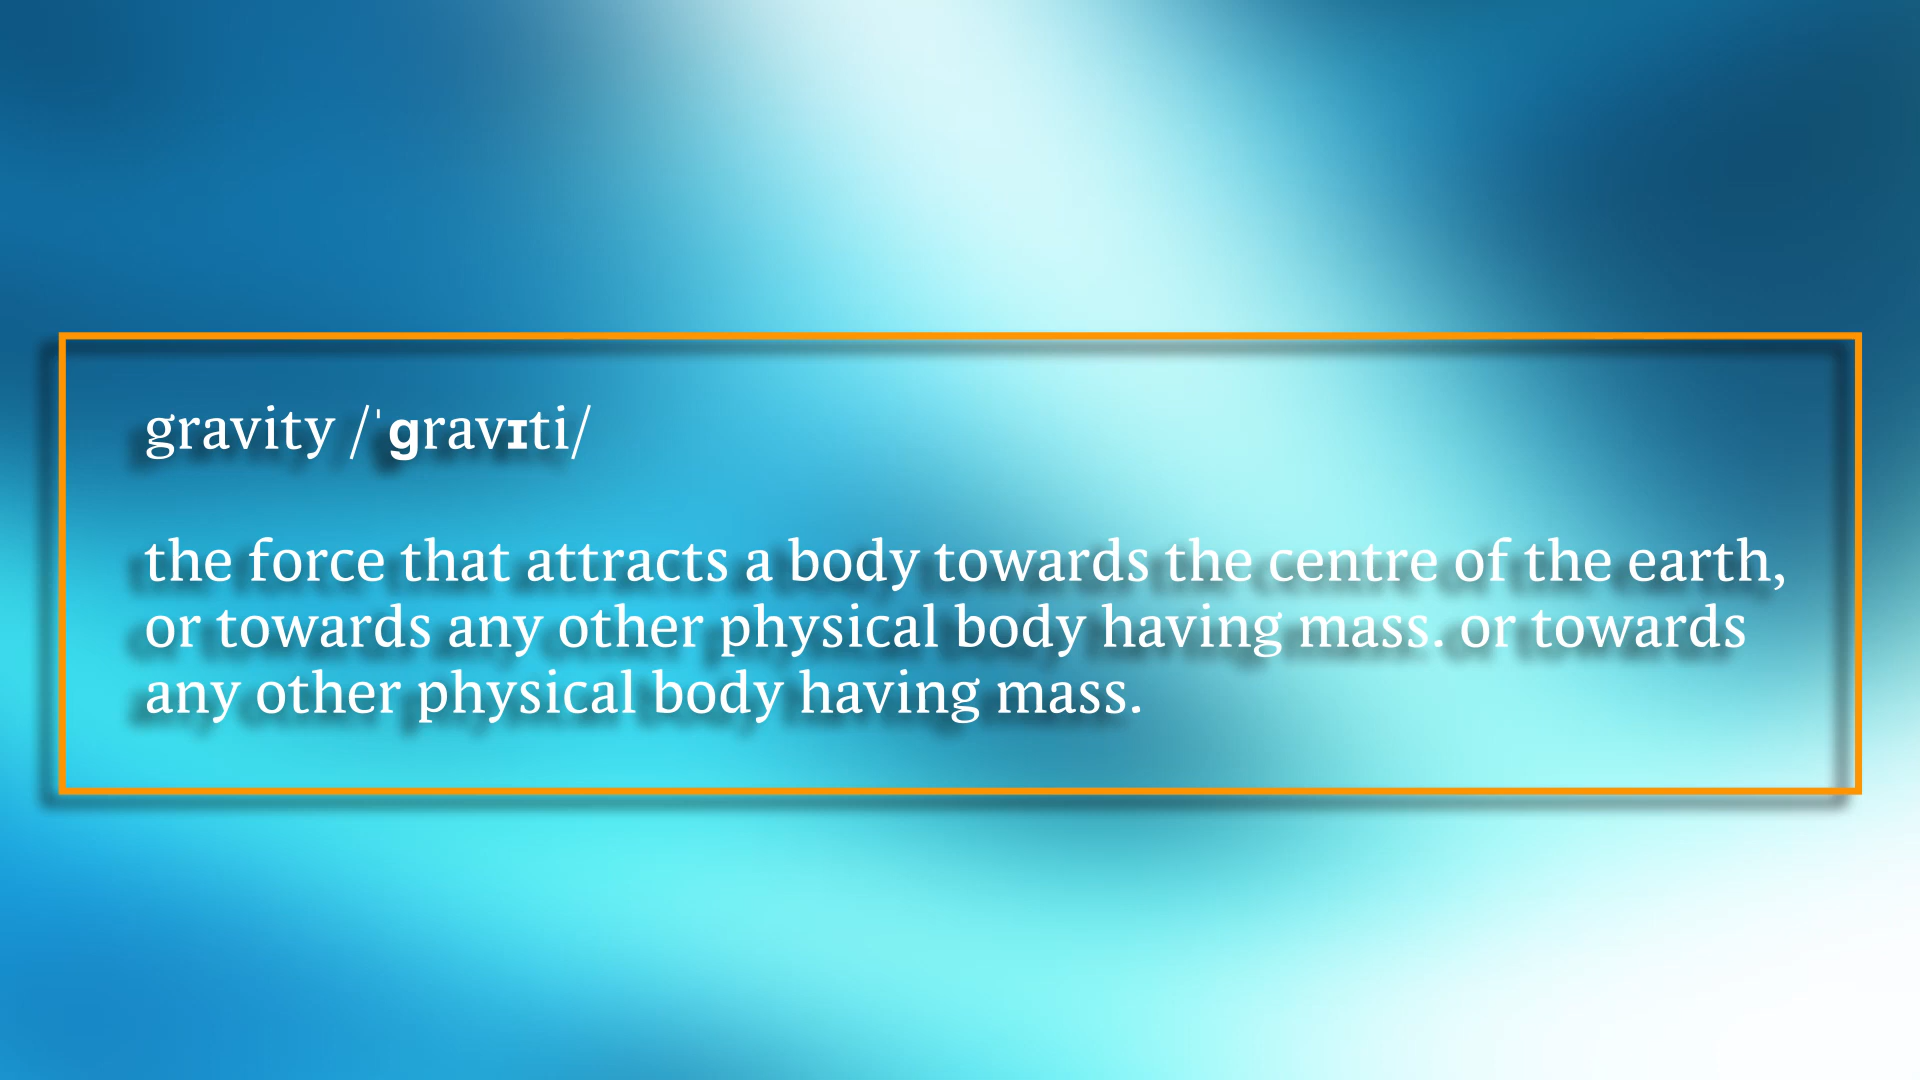 gravity /ˈɡravɪti/
the force that attracts a body towards the centre of the earth,
or towards any other physical body having mass. or towards
any other physical body having mass.